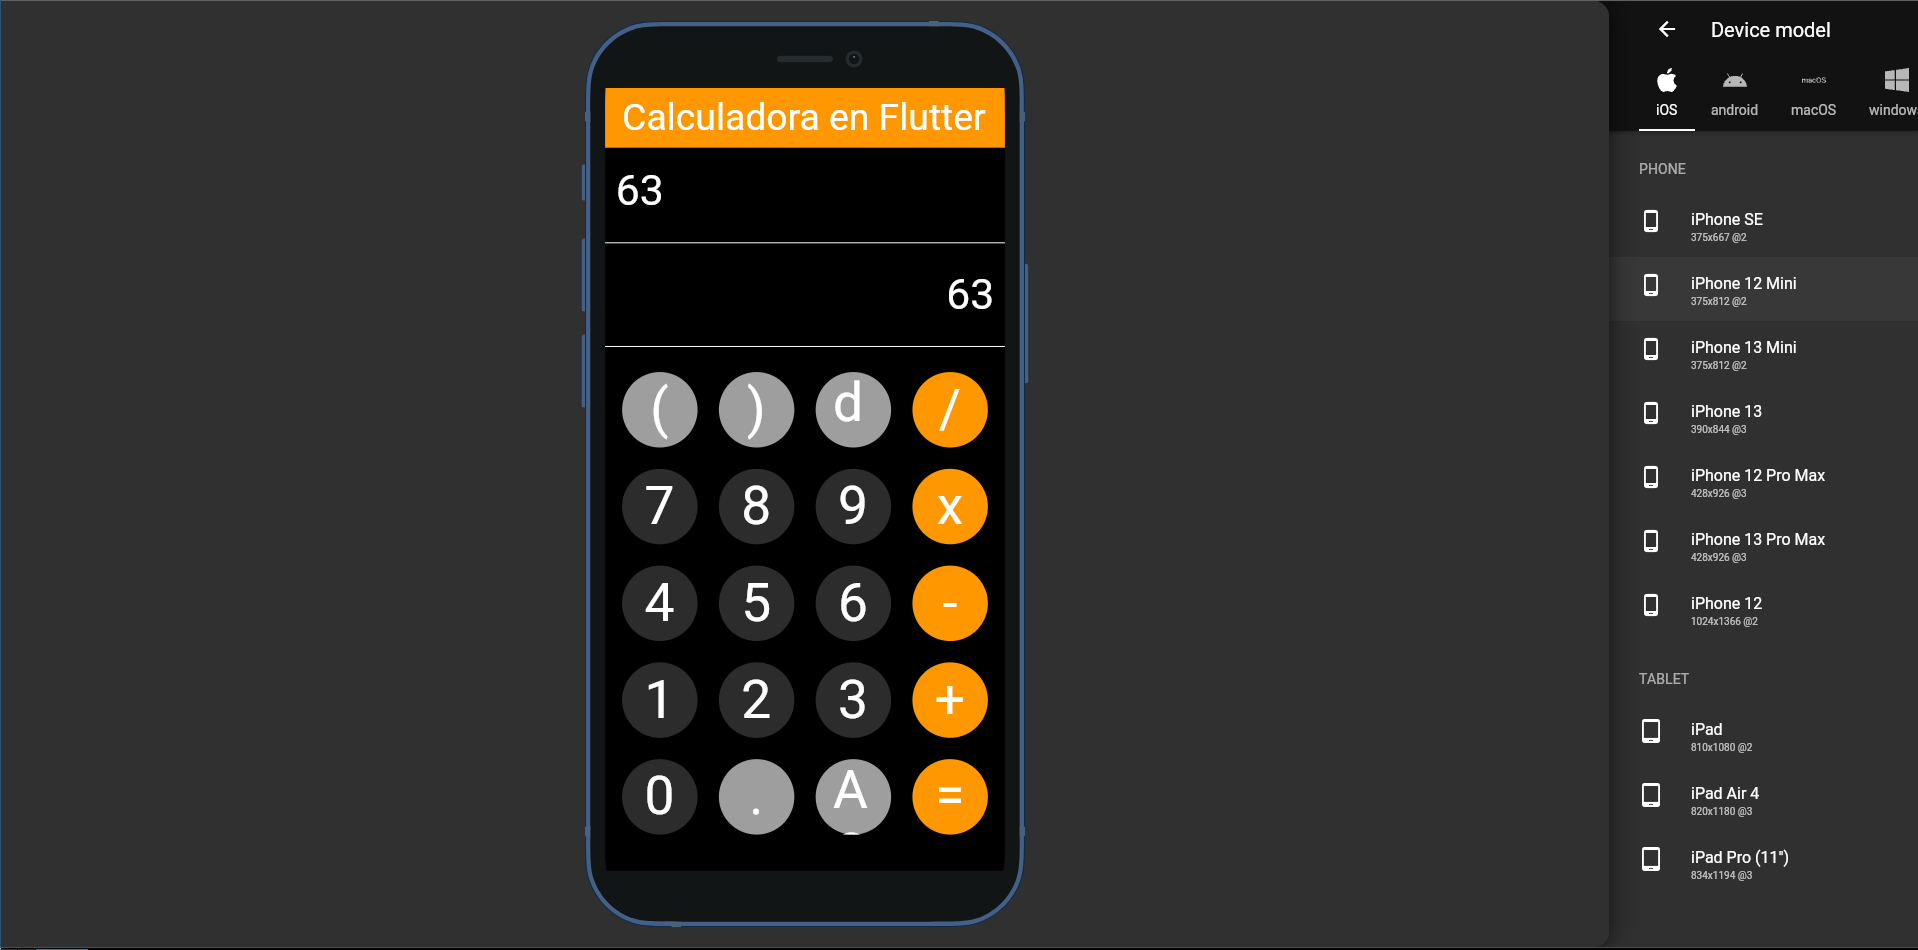 Calculadora en Flutter
63
63
( ) d /
7 8 9 x
4 5 6 -
1 2 3 +
0 . A =
Device model
macOS
iOS android macOS window
PHONE
iPhone SE
375x667 @2
iPhone 12 Mini
375x812 @2
iPhone 13 Mini
375x812 @2
iPhone 13
390x844 @3
iPhone 12 Pro Max
428x926 @3
iPhone 13 Pro Max
428x926 @3
iPhone 12
1024x1366 @2
TABLET
iPad
810x1080 @2
iPad Air 4
820x1180 @3
iPad Pro (11")
834x1194 @3